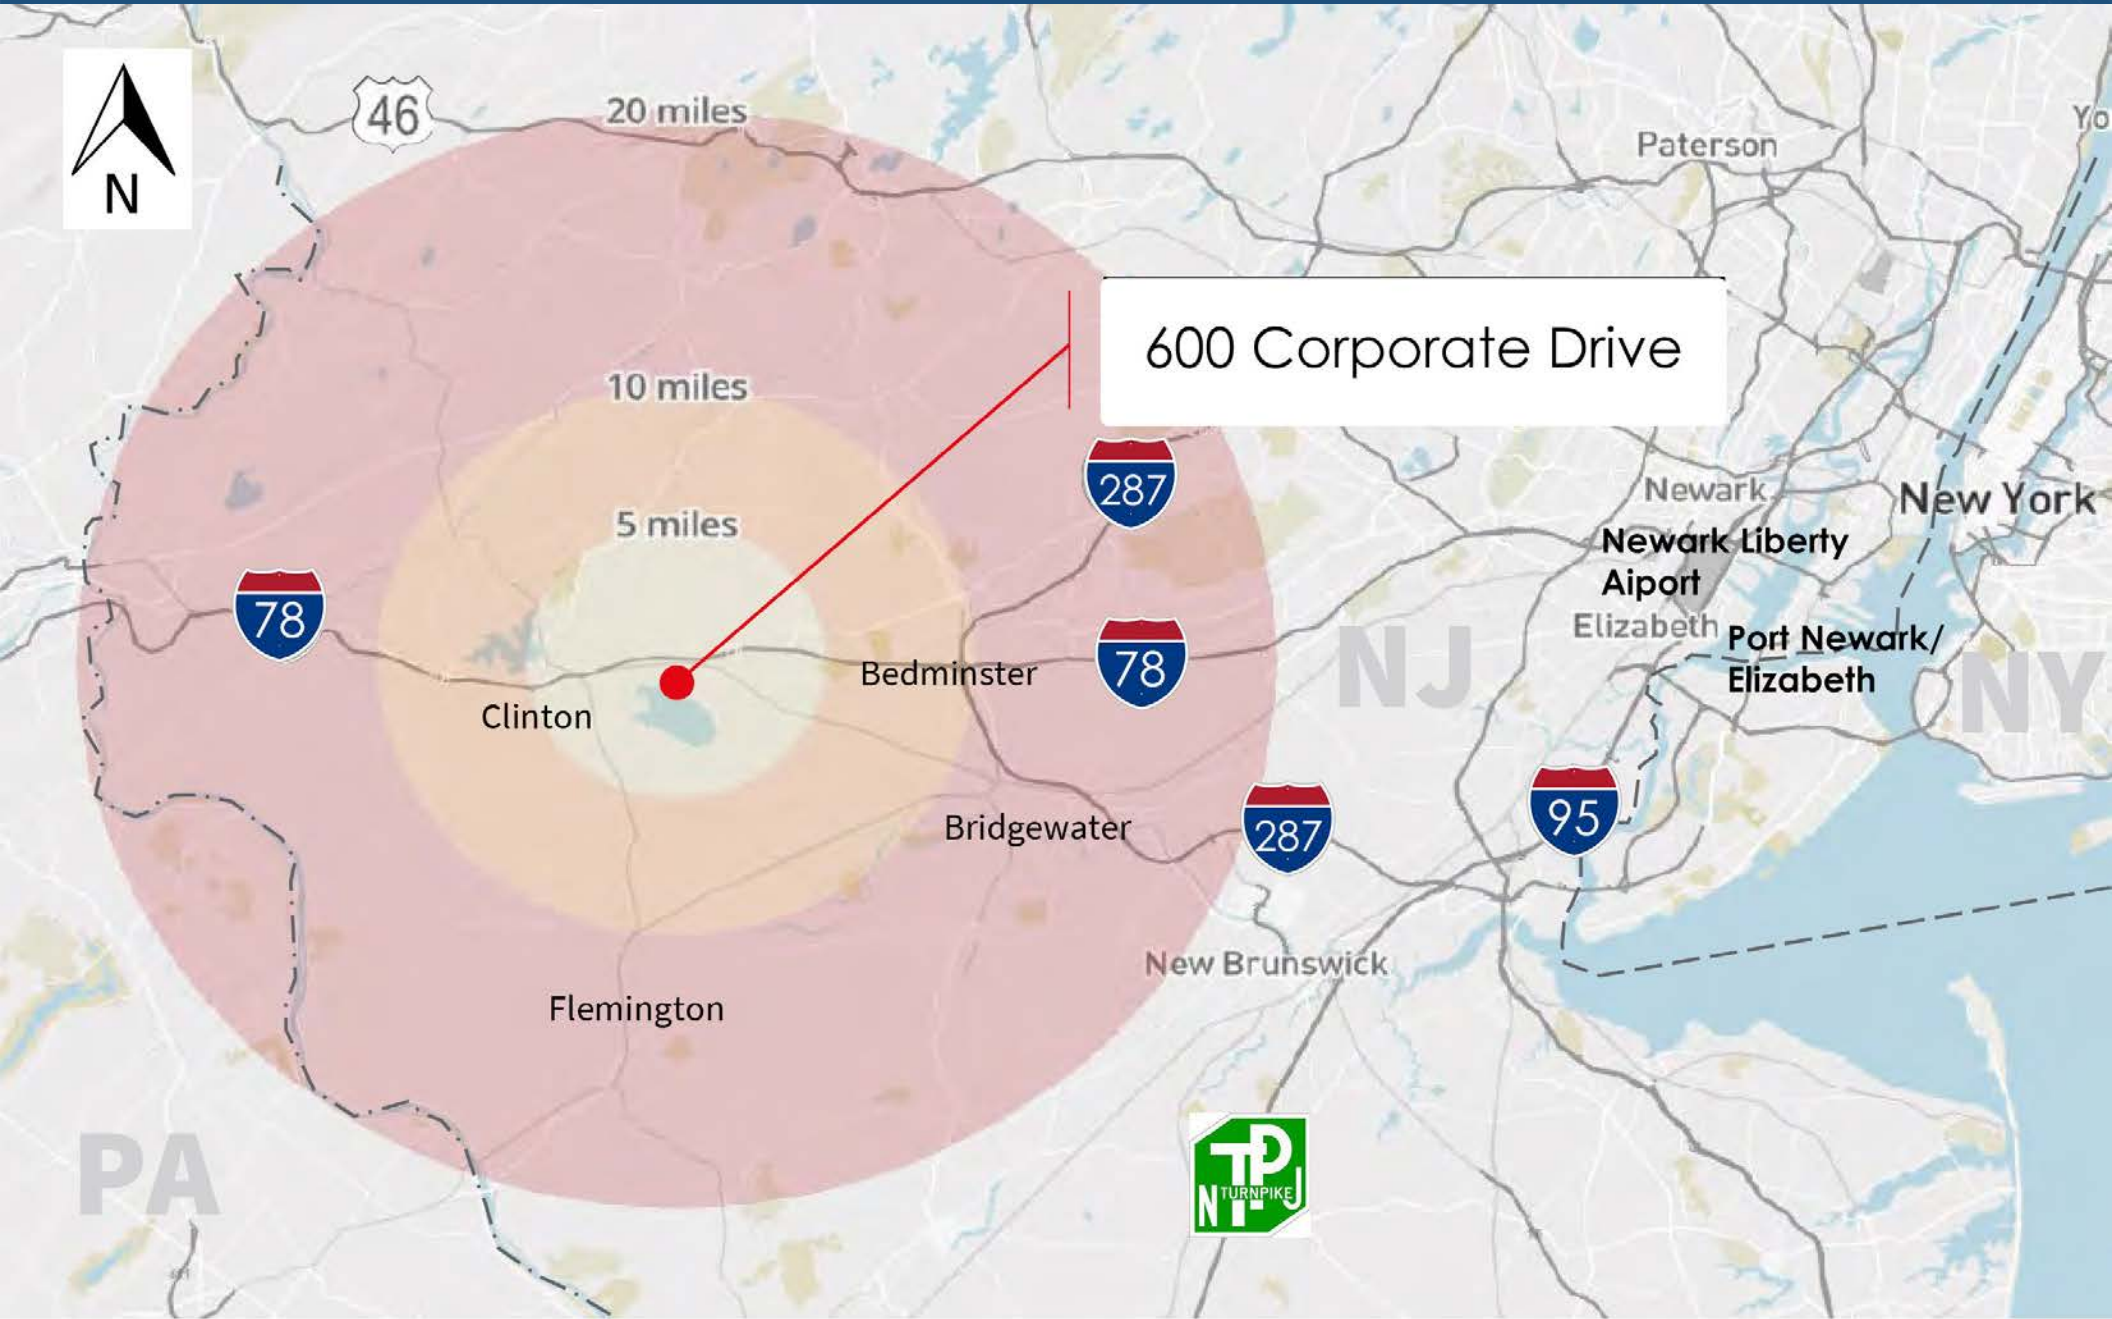 46
20 miles
Yo
Paterson
N
600 Corporate Drive
10 miles
287
Newark
New York
5 miles
Newark Liberty
Aiport
78
Elizabeth
Port Newark/
Elizabeth
78
NJ
NY
Bedminster
Clinton
95
287
Bridgewater
New Brunswick
Flemington
PA
TP
N TURNPIKE J